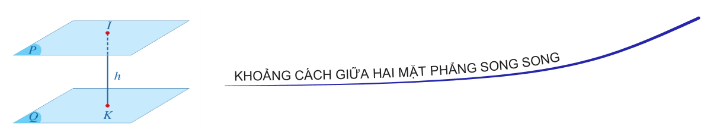 I
P
h
Q
K
KHOẢNG CÁCH GIỮA HAI MẶT PHẲNG SONG SONG